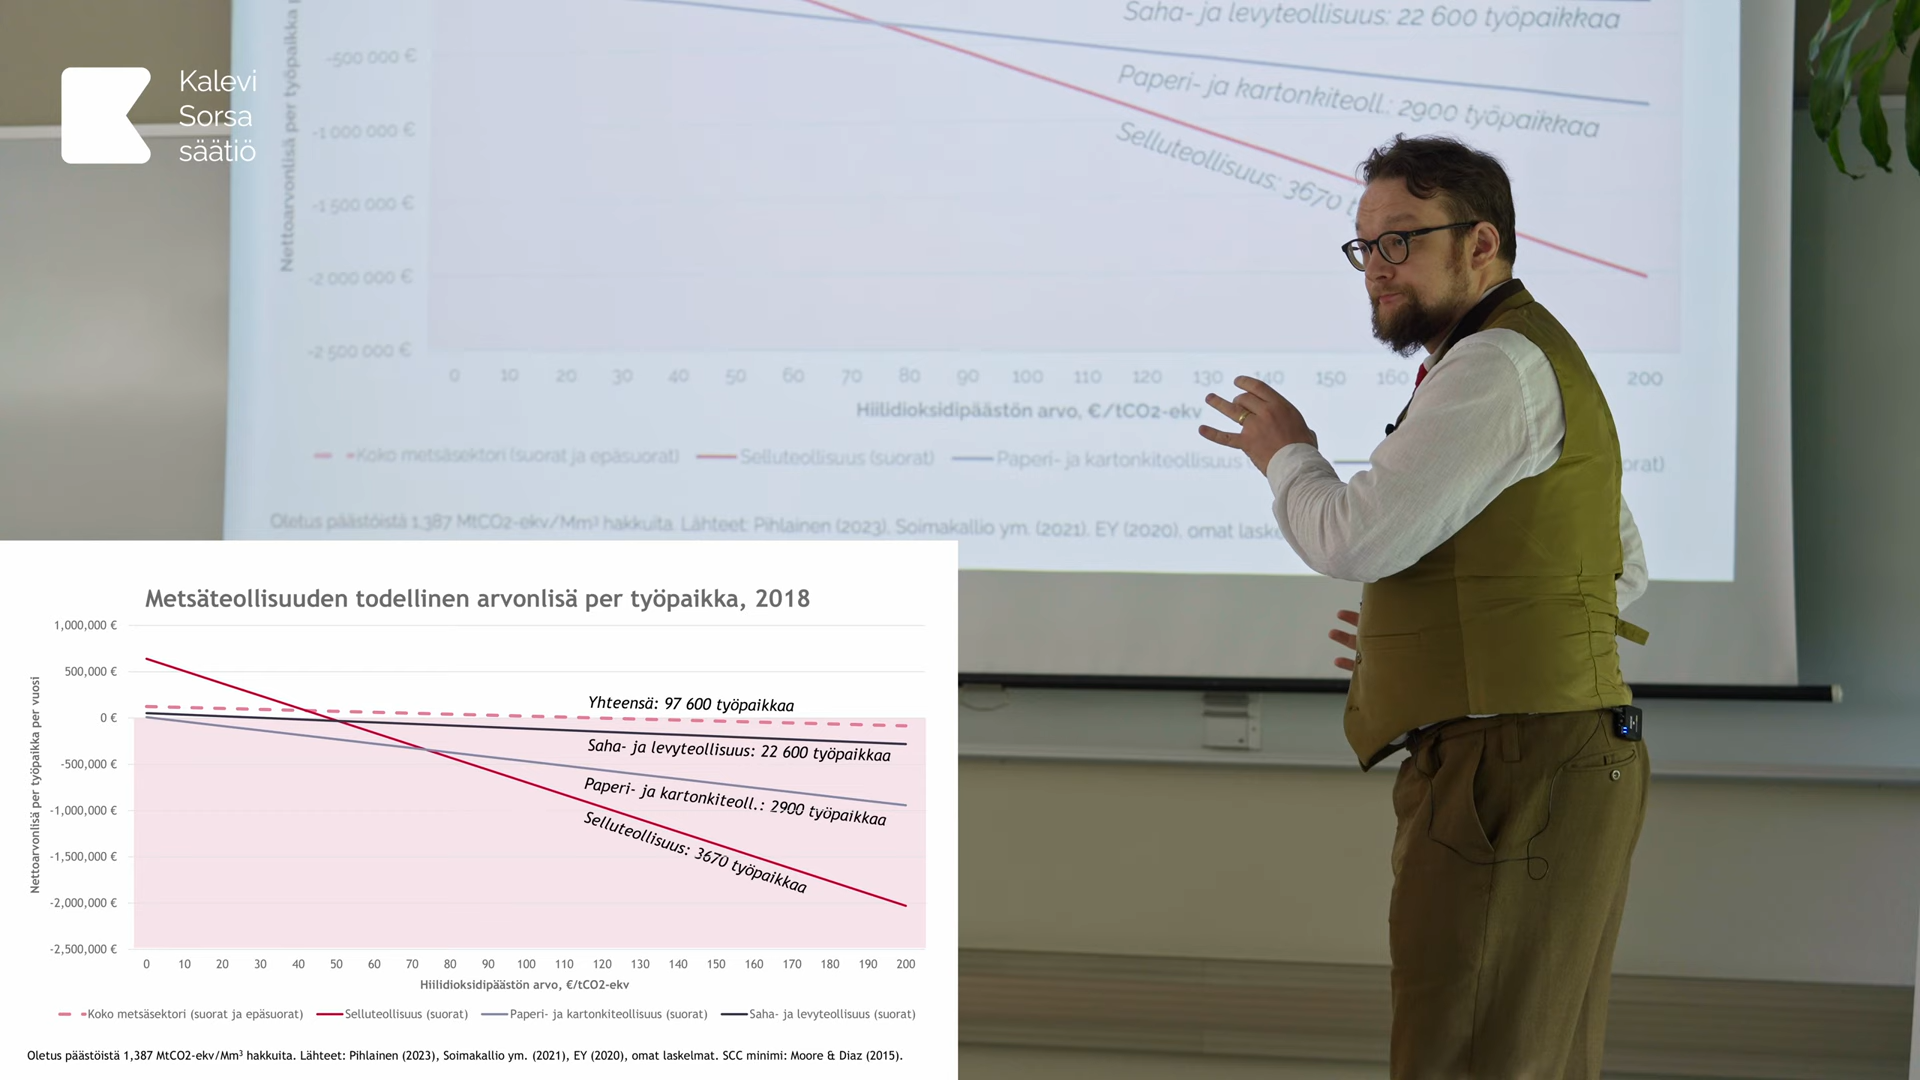 Kalevi
Sorsa
säätiö
Nettoarvonlisä per työpaikka
-500 000 €
-1 000 000 €
-1 500 000 €
-2 000 000 €
-2 500 000 €
Saha- ja levyteollisuus: 22 600 työpaikkaa
Paperi- ja kartonkiteoll.: 2900 työpaikkaa
Selluteollisuus: 3670
0 10 20 30 40 50 60 70 80 90 100 110 120 130 140 150 160 200
Hiilidioksidipäästön arvo, €/tCO2-ekv
Koko metsäsektori (suorat ja epäsuorat) Selluteollisuus (suorat) Paperi- ja kartonkiteollisuus
Oletus päästöistä 1,387 MtCO2-ekv/Mm³ hakkuita. Lähteet: Pihlainen (2023), Soimakallio ym. (2021), EY (2020), omat
Metsäteollisuuden todellinen arvonlisä per työpaikka, 2018
Nettoarvonlisä per työpaikka per vuosi
1,000,000 €
500,000 €
0 €
-500,000 €
-1,000,000 €
-1,500,000 €
-2,000,000 €
-2,500,000 €
Yhteensä: 97 600 työpaikkaa
Saha- ja levyteollisuus: 22 600 työpaikkaa
Paperi- ja kartonkiteoll.: 2900 työpaikkaa
Selluteollisuus: 3670 työpaikkaa
0 10 20 30 40 50 60 70 80 90 100 110 120 130 140 150 160 170 180 190 200
Hiilidioksidipäästön arvo, €/tCO2-ekv
Koko metsäsektori (suorat ja epäsuorat) Selluteollisuus (suorat) Paperi- ja kartonkiteollisuus (suorat) Saha- ja levyteollisuus (suorat)
Oletus päästöistä 1,387 MtCO2-ekv/Mm³ hakkuita. Lähteet: Pihlainen (2023), Soimakallio ym. (2021), EY (2020), omat laskelmat. SCC minimi: Moore & Diaz (2015).